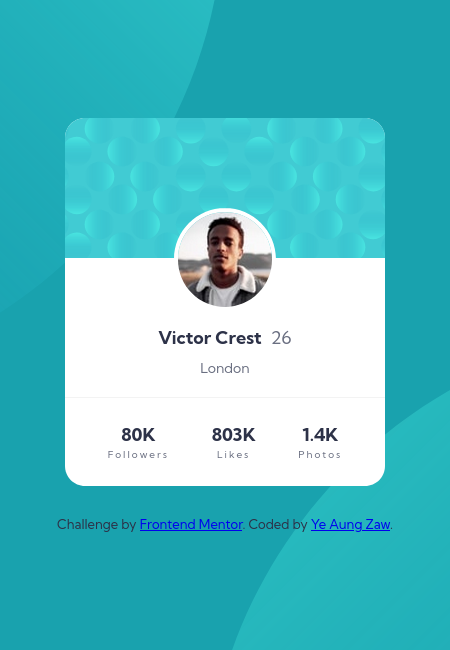 Victor Crest 26
London
80K 803K 1.4K
Followers Likes Photos
Challenge by Frontend Mentor. Coded by Ye Aung Zaw.